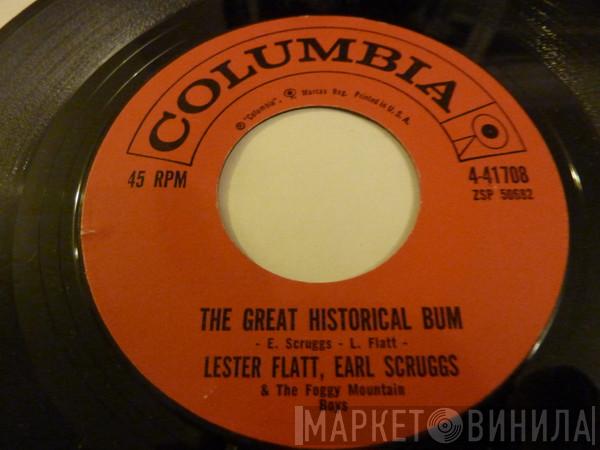 COLUMBIA
® "Columbia", ® Marcas Reg. Printed in U.S.A.
45 RPM
4-41708
ZSP 50682
THE GREAT HISTORICAL BUM
- E. Scruggs - L. Flatt -
LESTER FLATT, EARL SCRUGGS
& The Foggy Mountain
Boys
МАРКЕТ ВИНИЛА